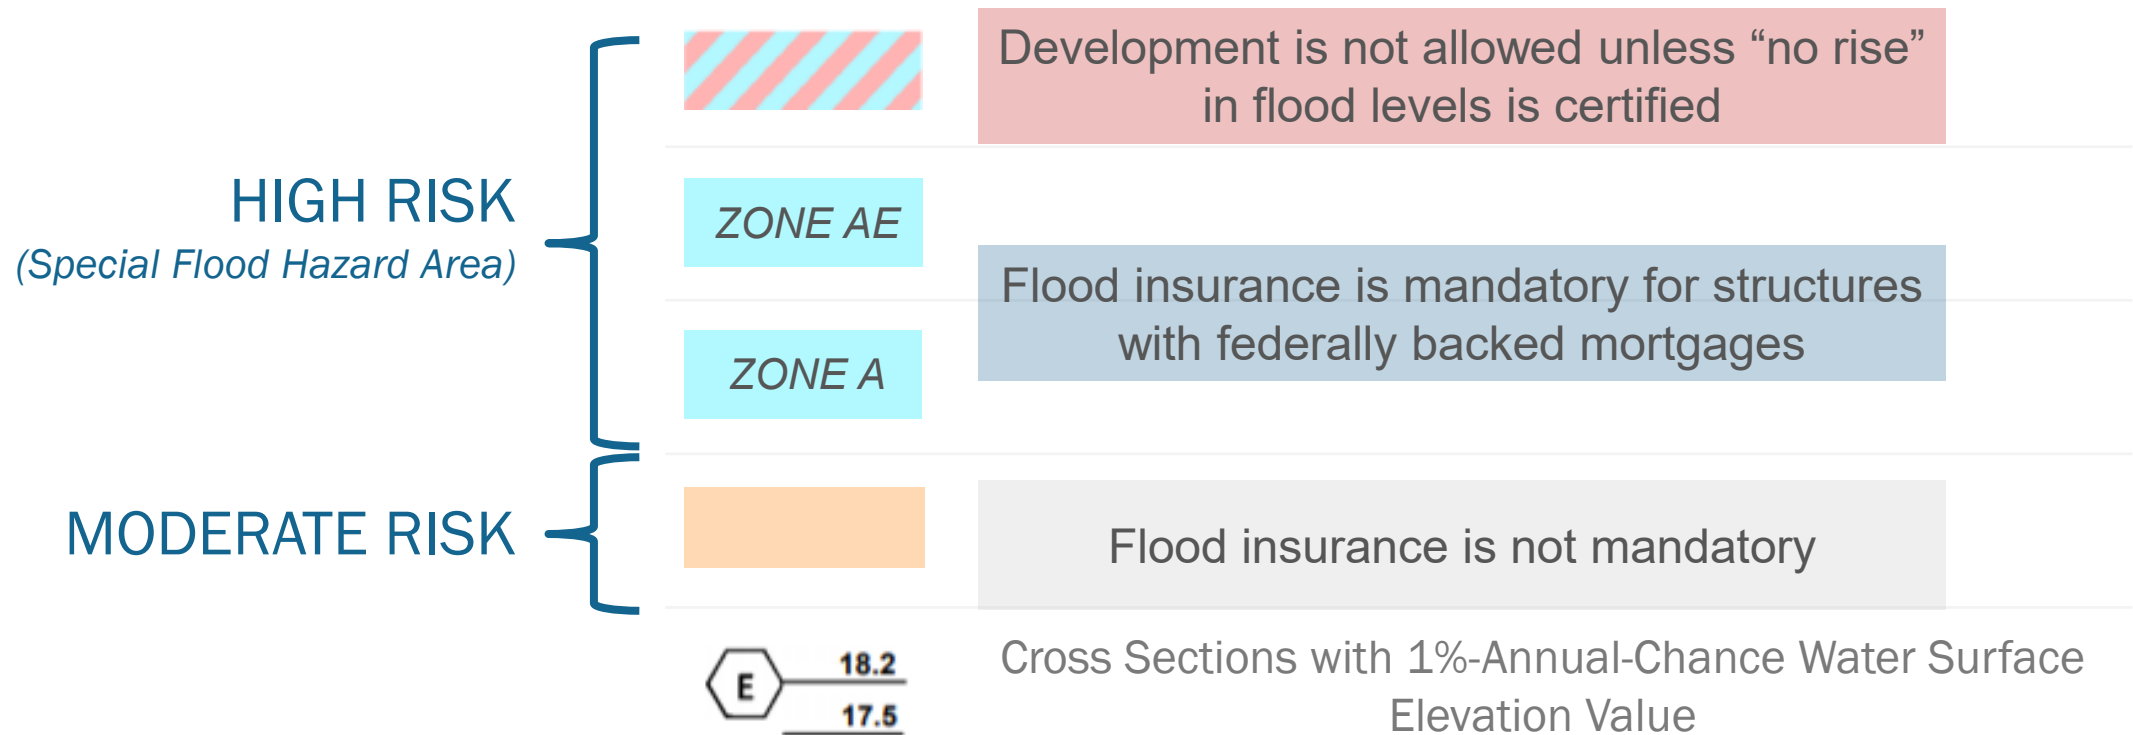 Development is not allowed unless “no rise”
in flood levels is certified
HIGH RISK
(Special Flood Hazard Area)
ZONE AE
Flood insurance is mandatory for structures
with federally backed mortgages
ZONE A
MODERATE RISK
Flood insurance is not mandatory
E
18.2
17.5
Cross Sections with 1%-Annual-Chance Water Surface
Elevation Value